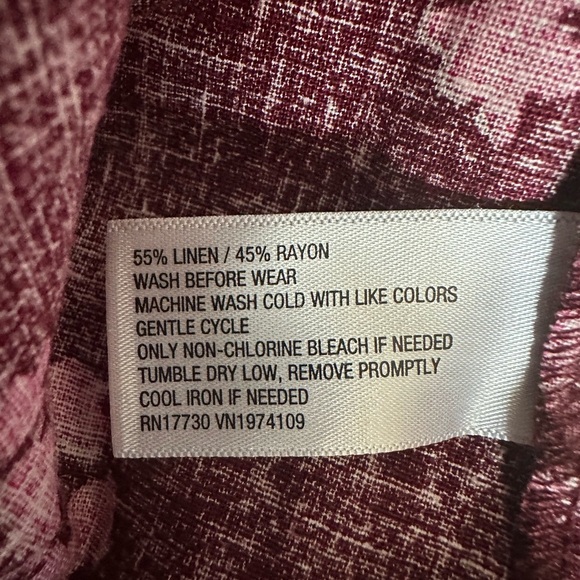 55% LINEN / 45% RAYON
WASH BEFORE WEAR
MACHINE WASH COLD WITH LIKE COLORS
GENTLE CYCLE
ONLY NON-CHLORINE BLEACH IF NEEDED
TUMBLE DRY LOW, REMOVE PROMPTLY
COOL IRON IF NEEDED
RN17730 VN1974109